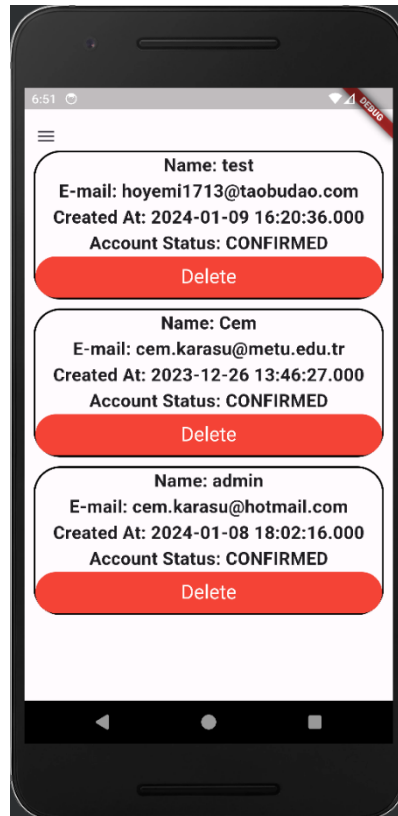 6:51
DEBUG
Name: test
E-mail: hoyemi1713@taobudao.com
Created At: 2024-01-09 16:20:36.000
Account Status: CONFIRMED
Delete
Name: Cem
E-mail: cem.karasu@metu.edu.tr
Created At: 2023-12-26 13:46:27.000
Account Status: CONFIRMED
Delete
Name: admin
E-mail: cem.karasu@hotmail.com
Created At: 2024-01-08 18:02:16.000
Account Status: CONFIRMED
Delete